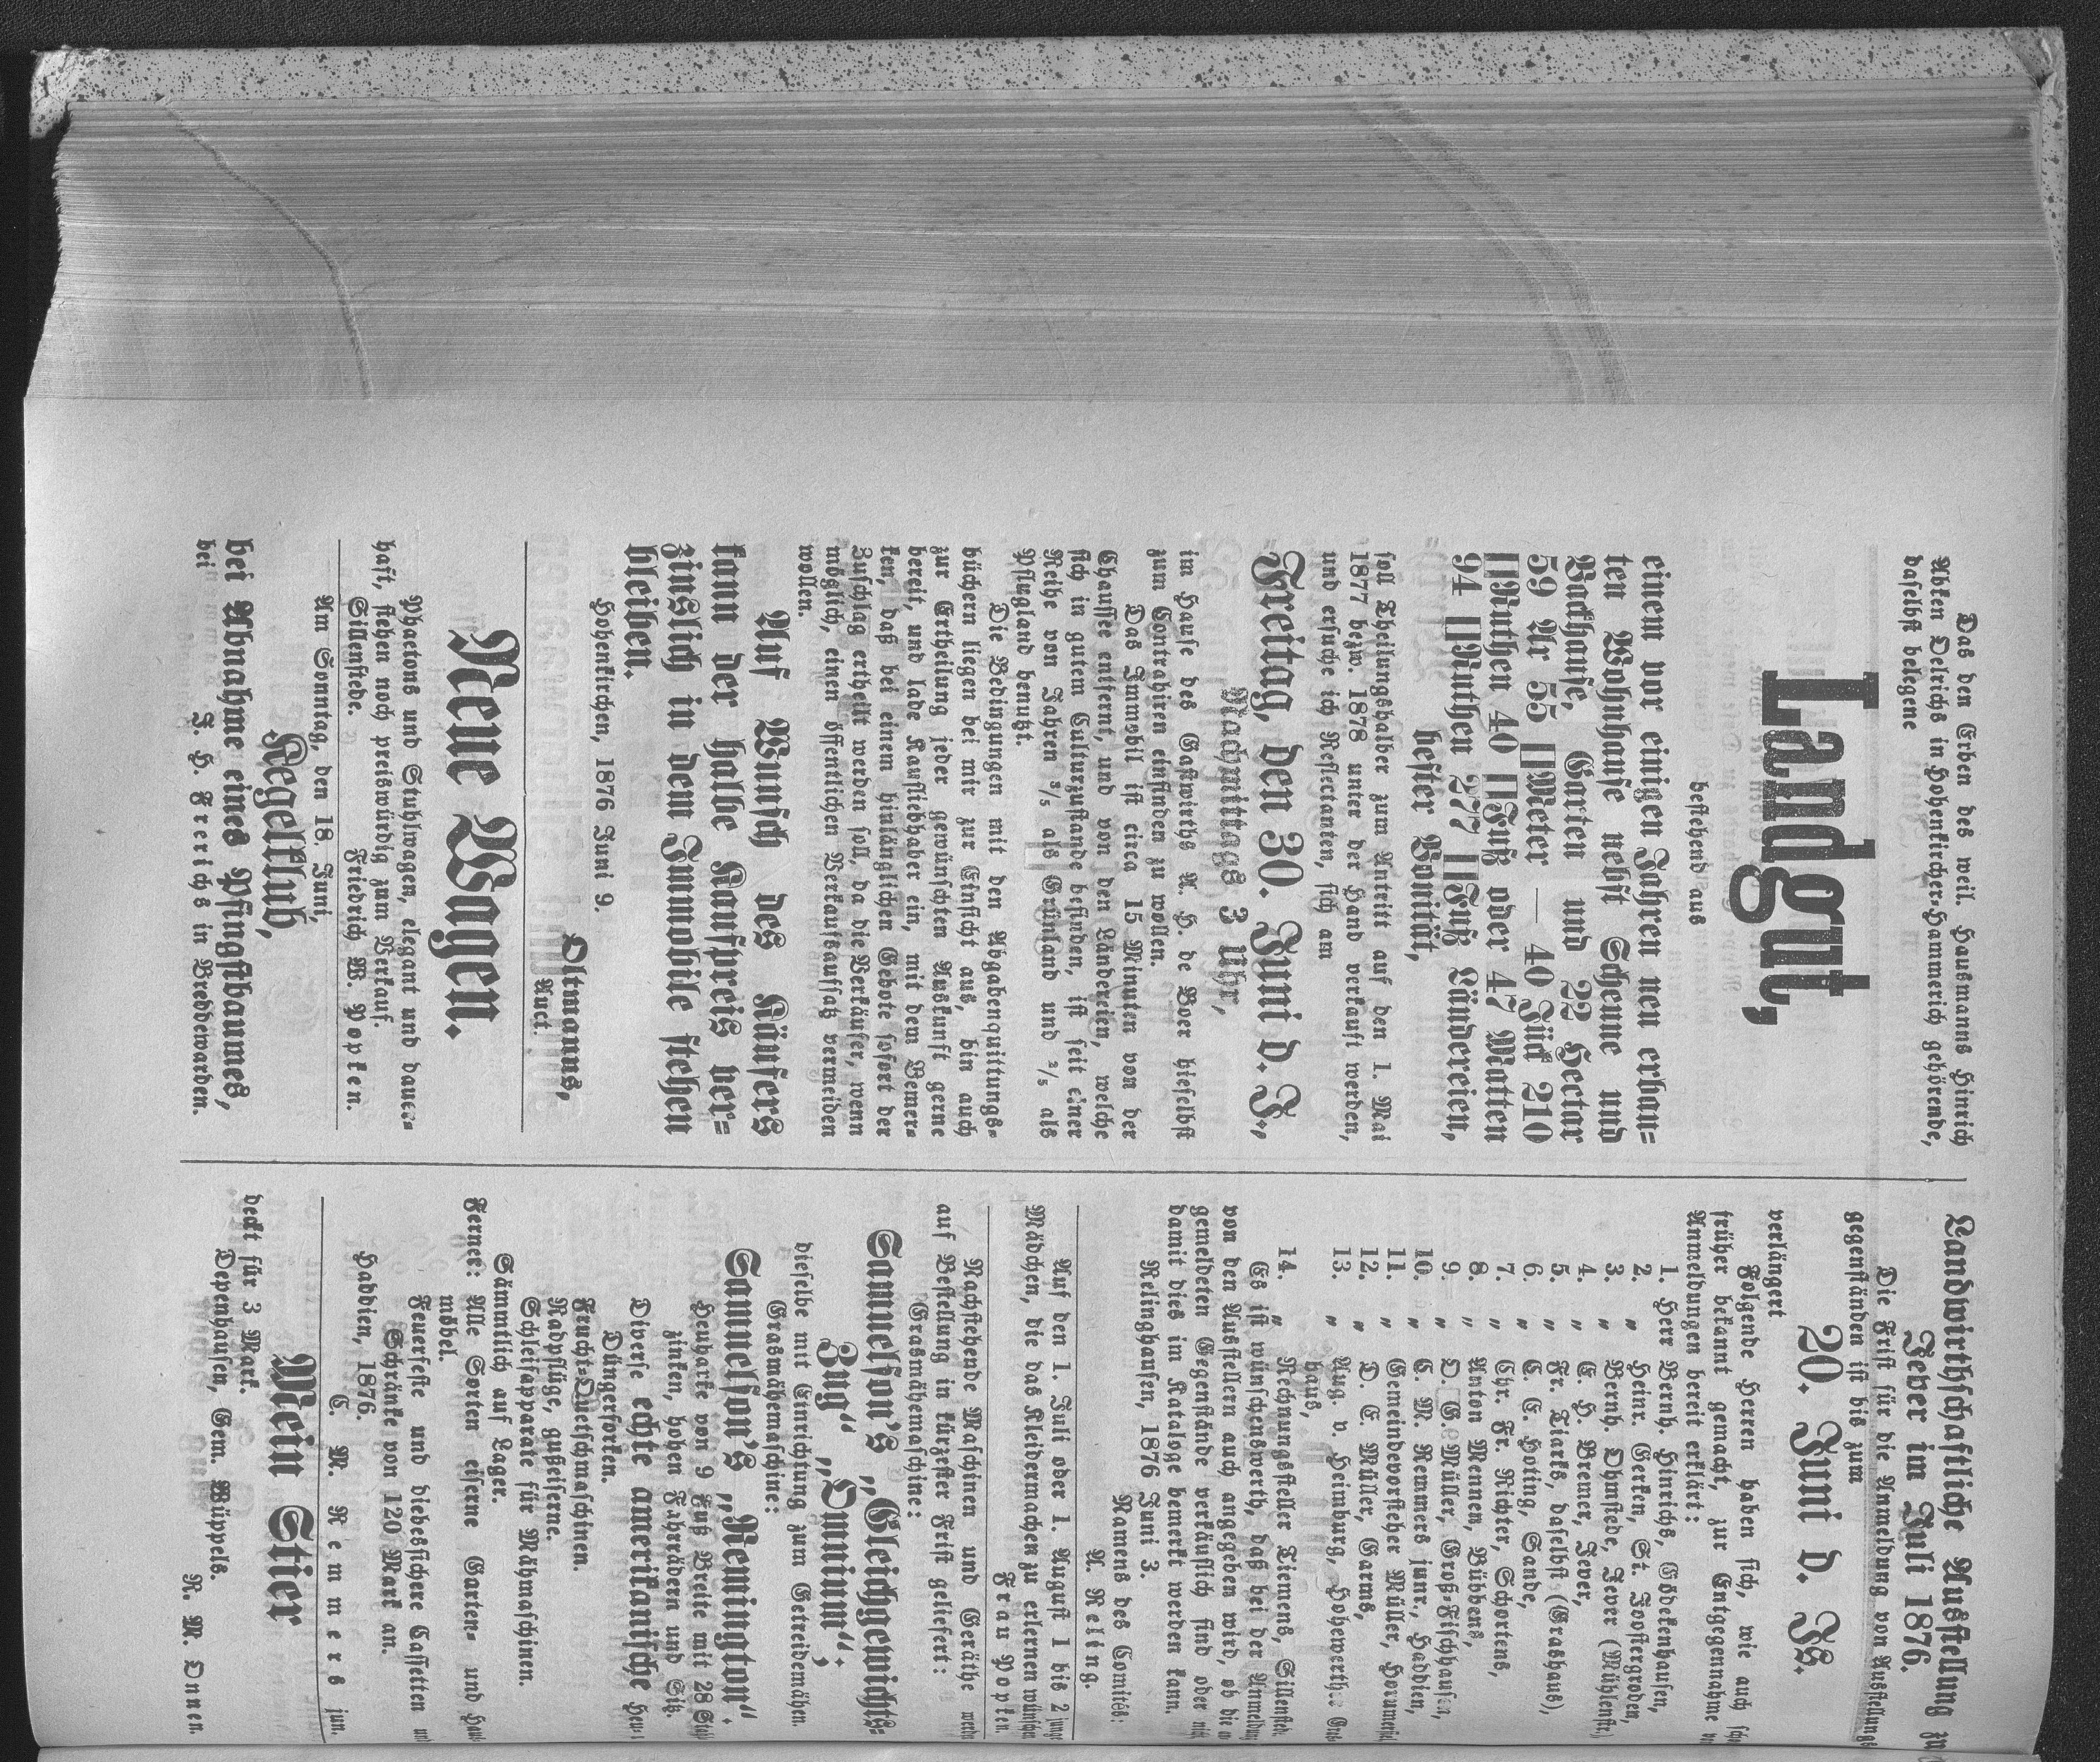 Das den Erben des weil. Hausmanns Hinrich
Abken Oelrichs in Hohenkircher-Hammerich gehörende,
daselbst belegene
Landgut,
bestehend aus
einem vor einigen Jahren neu erbau=
ten Wohnhause nebst Scheune und
Backhause, Garten und 22 Hectar
59 Ar 55 □Meter — 40 Jück 210
□Ruthen 40 □Fuß oder 47 Matten
94 □Ruthen 277 □Fuß Ländereien,
bester Bonität,
soll Theilungshalber zum Antritt auf den 1. Mai
1877 bezw. 1878 unter der Hand verkauft werden,
und ersuche ich Reflectanten, sich am
Freitag, den 30. Juni d. J.,
Nachmittags 3 Uhr,
im Hause des Gastwirths A. H. de Boer hieselbst
zum Contrahiren einfinden zu wollen.
Das Immobil ist circa 15 Minuten von der
Chaussee entfernt, und von den Ländereien, welche
sich in gutem Culturzustande befinden, ist seit einer
Reihe von Jahren ³/₅ als Grünland und ²/₅ als
Pflugland benutzt.
Die Bedingungen mit den Abgabenquitungs=
büchern liegen bei mir zur Einsicht aus, bin auch
zur Ertheilung jeder gewünschten Auskunft gerne
bereit, und lade Kaufliebhaber ein, mit dem Bemer=
ken, daß bei einem hinlänglichen Gebote sofort der
Zuschlag ertheilt werden soll, da die Verkäufer, wenn
möglich, einen öffentlichen Verkaufsaufsatz vermeiden
wollen.
Auf Wunsch des Käufers
kann der halbe Kaufpreis ver=
zinslich in dem Immobile stehen
bleiben.
Hohenkirchen, 1876 Juni 9.
Oltmanns,
Auct.
Neue Wagen.
Phaetons und Stuhlwagen, elegant und dauer=
haft, stehen noch preiswürdig zum Verkauf.
Sillenstede. Friedrich W. Popken.
Am Sonntag, den 18. Juni,
Kegelklub,
bei Abnahme eines Pfingstbaumes,
bei J. H. Frerichs in Breddewarden.
Landwirthschaftliche Ausstellung zu
Jever im Juli 1876.
Die Frist für die Anmeldung von Ausstellungs
gegenständen ist bis zum
20. Juni d. Js.
verlängert
Folgende Herren haben sich, wie auch
früher bekannt gemacht, zur Entgegennahme
Anmeldungen bereit erklärt:
1. Herr Bernh. Hinrichs, Gödekenhausen,
2. " Heinr. Gerken, St. Joostergroden,
3. " Bernh. Ohmstede, Jever (Mühlenstr.)
4. " C. H. Bremer, Jever,
5. " Fr. Tiarks, daselbst (Grashaus),
6. " E. E. Hoting, Sande,
7. " Chr. Fr. Richter, Schortens,
8. " Anton Memmen, Bübbens,
9. " D. G. Müller, Groß-Fischhausen,
10. " C. M. Remmers junr., Haddien,
11. " Gemeindevorsteher Müller, Horumersiel
12. " D. E. Müller, Garms,
13. " Aug. v. Heimburg, Hohewerther Gras
haus,
14. " Rechnungssteller Tiemens, Sillenstede
Es ist wünschenswerth, daß bei der Anmeldung
von den Ausstellern auch angegeben wird, ob die
gemeldeten Gegenstände verkäuflich sind, oder
damit dies im Kataloge bemerkt werden kann.
Relinghausen, 1876 Juni 3.
Namens des Comités:
A. Reling.
Auf den 1. Juli oder 1. August 1 bis 2 junge
Mädchen, die das Kleidermachen zu erlernen wünschen
Frau Popken.
Nachstehende Maschinen und Geräthe werden
auf Bestellung in kürzester Frist geliefert:
Grasmähemaschine:
Samuelson's „Gleichgewichts=
Zug", „Omnium";
dieselbe mit Einrichtung zum Getreidemähen.
Grasmähemaschine:
Samuelson's „Remington".
Heuharke von 9 Fuß Breite mit 28 Stahl
zinken, hohen Fahrrädern und Sitz.
Diverse echte amerikanische Heu-
Düngerforken.
Frucht=Quetschmaschinen.
Radpflüge, gußeiserne.
Schleifapparate für Mähmaschinen.
Sämmtlich auf Lager.
Ferner: Alle Sorten eiserne Garten= und
möbel.
Feuerfeste und diebessichere Cassetten
Schränke von 120 Mark an.
Haddien, 1876.
C. M. Remmers jun.
Mein Stier
deckt für 3 Mark.
Depenhausen, Gem. Wüppels.
R. M. Onnen.